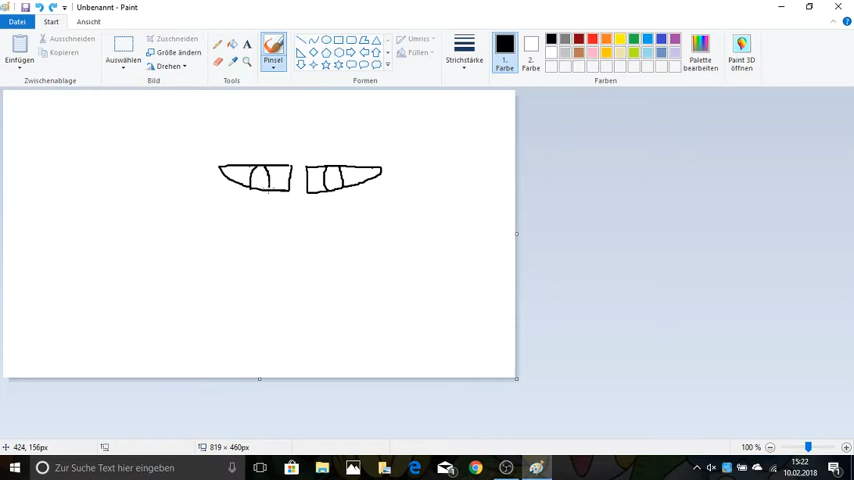 Unbenannt - Paint
Datei Start Ansicht
Einfügen
Ausschneiden
Kopieren
Zwischenablage
Auswählen
Zuschneiden
Größe ändern
Drehen
Bild
A
Tools
Pinsel
Umriss
Füllen
Formen
Strichstärke
1. Farbe
2. Farbe
Palette bearbeiten
Farben
Paint 3D öffnen
424, 156px
819 × 460px
100 %
Zur Suche Text hier eingeben
15:22
10.02.2018